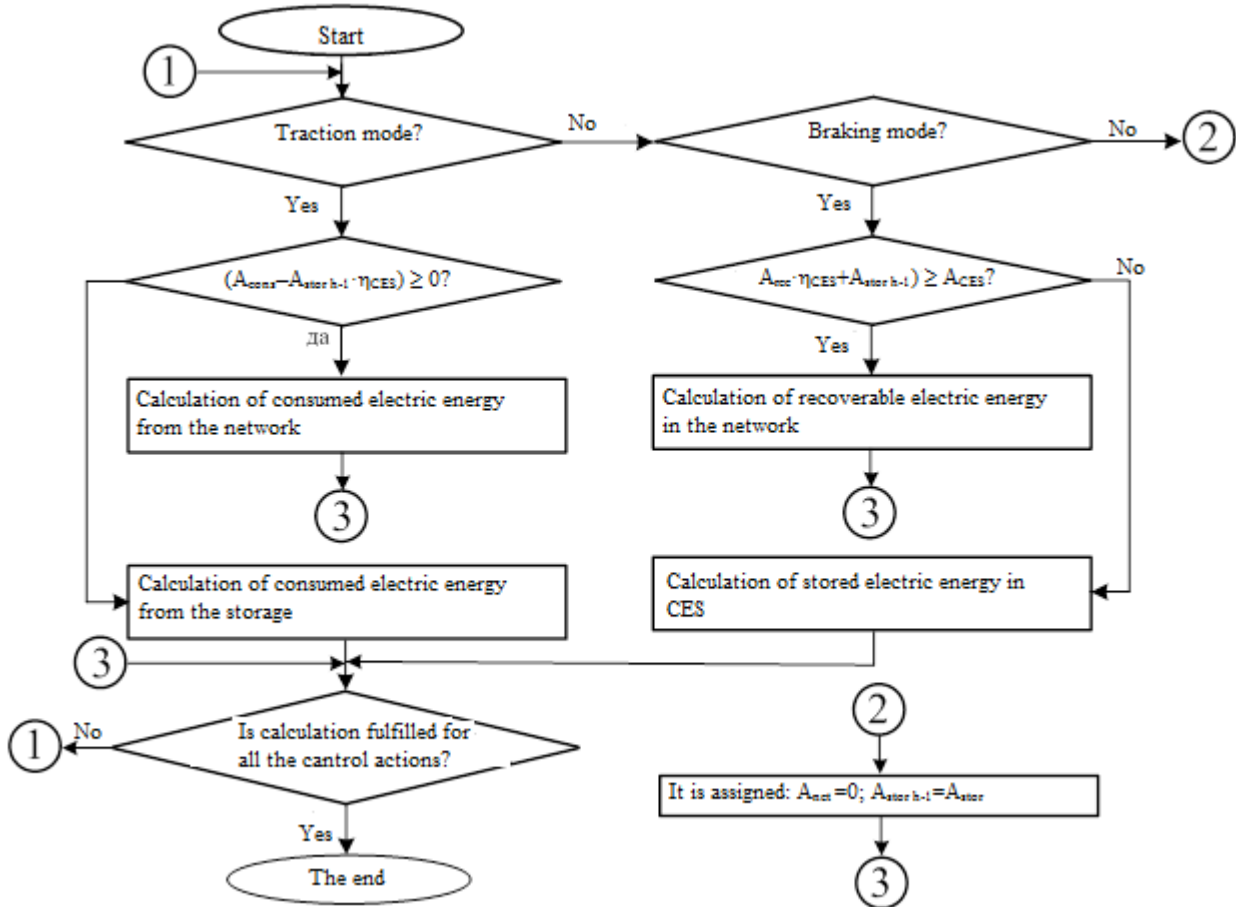 Start
1
Traction mode?
No
Braking mode?
No
2
Yes
Yes
(Acons–Astor h-1·ηCES) ≥ 0?
Arec·ηCES+Astor h-1) ≥ ACES?
No
да
Yes
Calculation of consumed electric energy
from the network
Calculation of recoverable electric energy
in the network
3
3
Calculation of consumed electric energy
from the storage
Calculation of stored electric energy in
CES
3
2
1
No
Is calculation fulfilled for
all the cantrol actions?
It is assigned: Anet =0; Astor h-1=Astor
Yes
3
The end